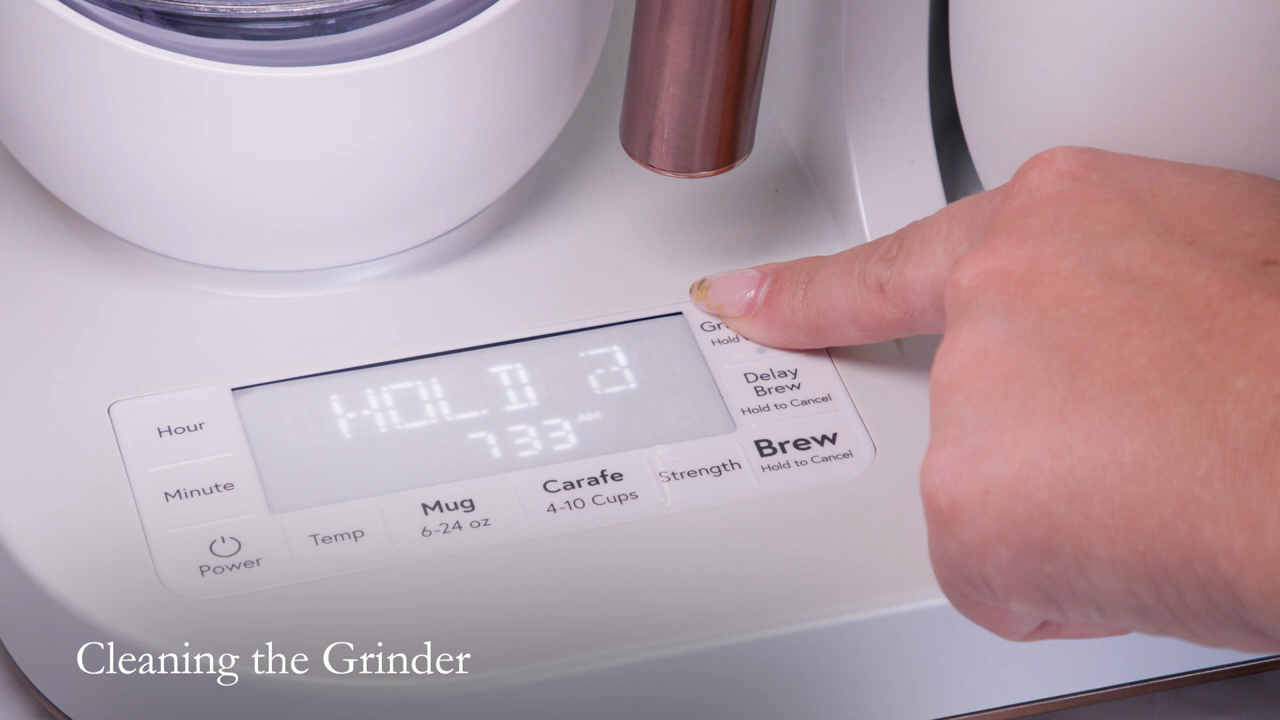 HOLD 2
7 33 AM
Hold
Delay
Brew
Hold to Cancel
Brew
Hold to Cancel
Hour
Minute
Power
Temp
Mug
6-24 oz
Carafe
4-10 Cups
Strength
Cleaning the Grinder